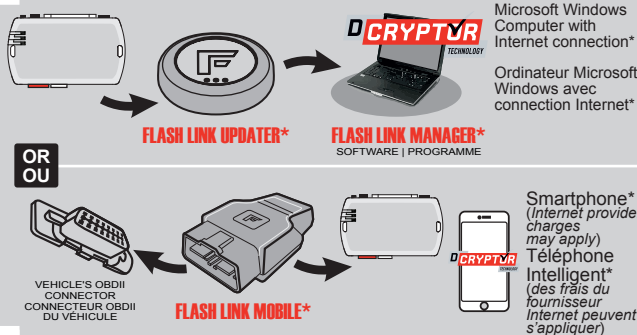 DCRYPTOR
TECHNOLOGY
Microsoft Windows
Computer with
Internet connection*
Ordinateur Microsoft
Windows avec
connection Internet*
FLASH LINK UPDATER*
FLASH LINK MANAGER*
SOFTWARE | PROGRAMME
OR
OU
VEHICLE'S OBDII
CONNECTOR
CONNECTEUR OBDII
DU VÉHICULE
FLASH LINK MOBILE*
DCRYPTOR
TECHNOLOGY
Smartphone*
(Internet provider
charges
may apply)
Téléphone
Intelligent*
(des frais du
fournisseur
Internet peuvent
s'appliquer)